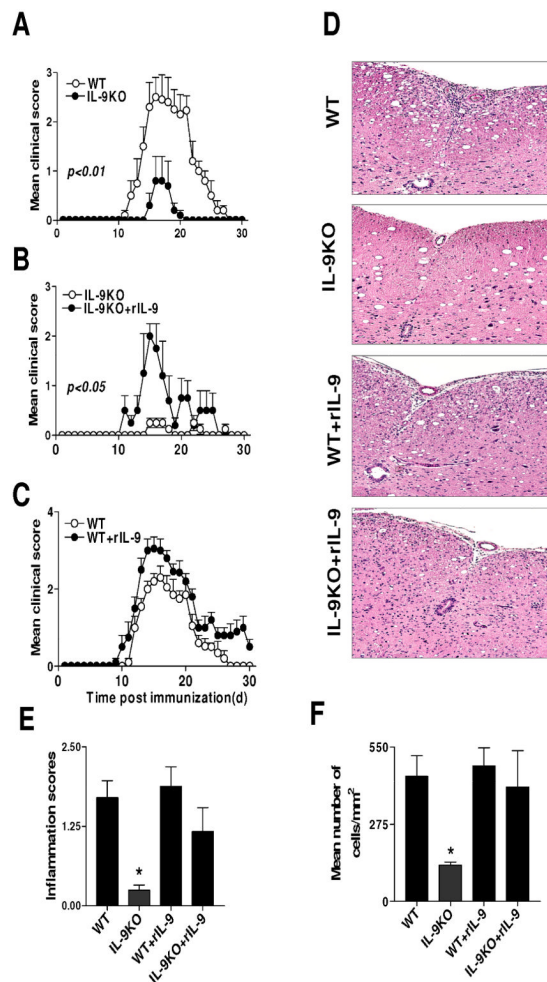 A
Mean clinical score
3
2
1
0
WT
IL-9KO
p<0.01
0 10 20 30
B
Mean clinical score
3
2
1
0
IL-9KO
IL-9KO+rIL-9
p<0.05
0 10 20 30
C
Mean clinical score
4
2
0
WT
WT+rIL-9
0 10 20 30
Time post immunization(d)
D
WT
IL-9KO
WT+rIL-9
IL-9KO+rIL-9
E
Inflammation scores
2.50
1.25
0.00
*
WT
IL-9KO
WT+rIL-9
IL-9KO+rIL-9
F
Mean number of
cells/mm²
550
275
0
*
WT
IL-9KO
WT+rIL-9
IL-9KO+rIL-9